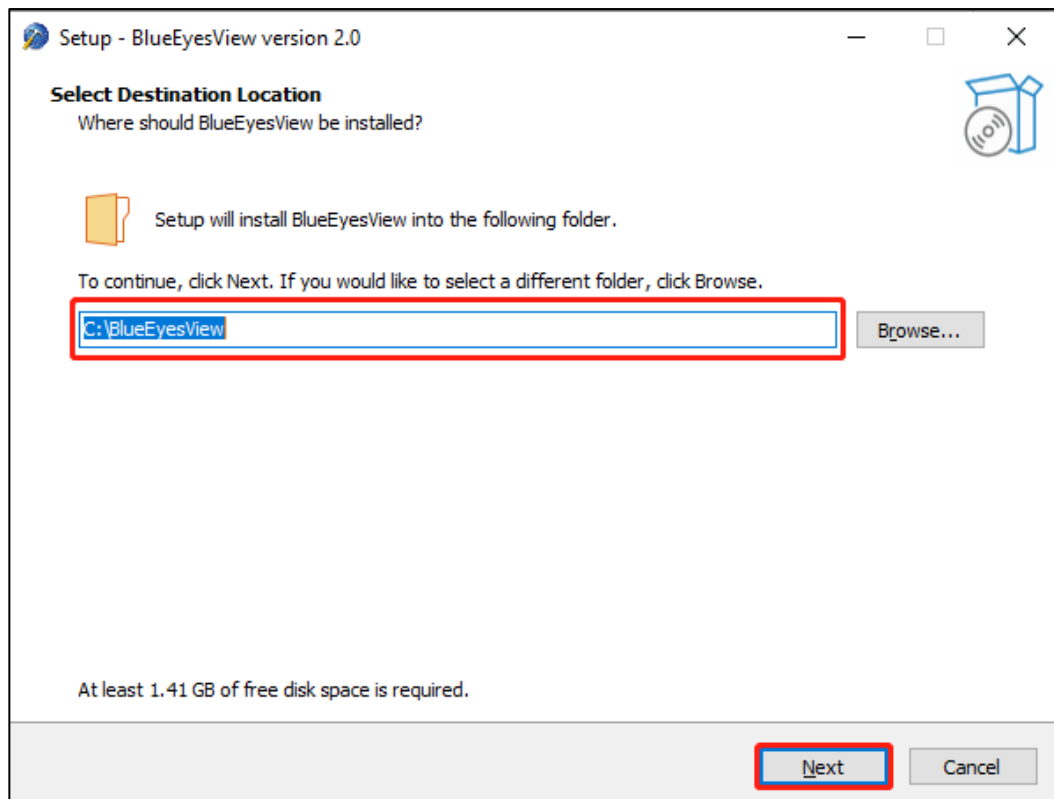 Setup - BlueEyesView version 2.0
Select Destination Location
Where should BlueEyesView be installed?
Setup will install BlueEyesView into the following folder.
To continue, click Next. If you would like to select a different folder, click Browse.
C:\BlueEyesView
Browse...
At least 1.41 GB of free disk space is required.
Next
Cancel